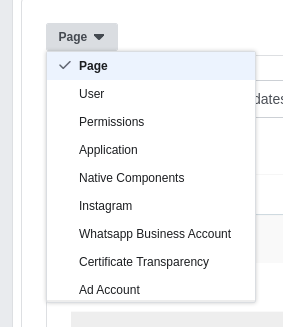 Page
Page
User
dates
Permissions
Application
Native Components
Instagram
Whatsapp Business Account
Certificate Transparency
Ad Account